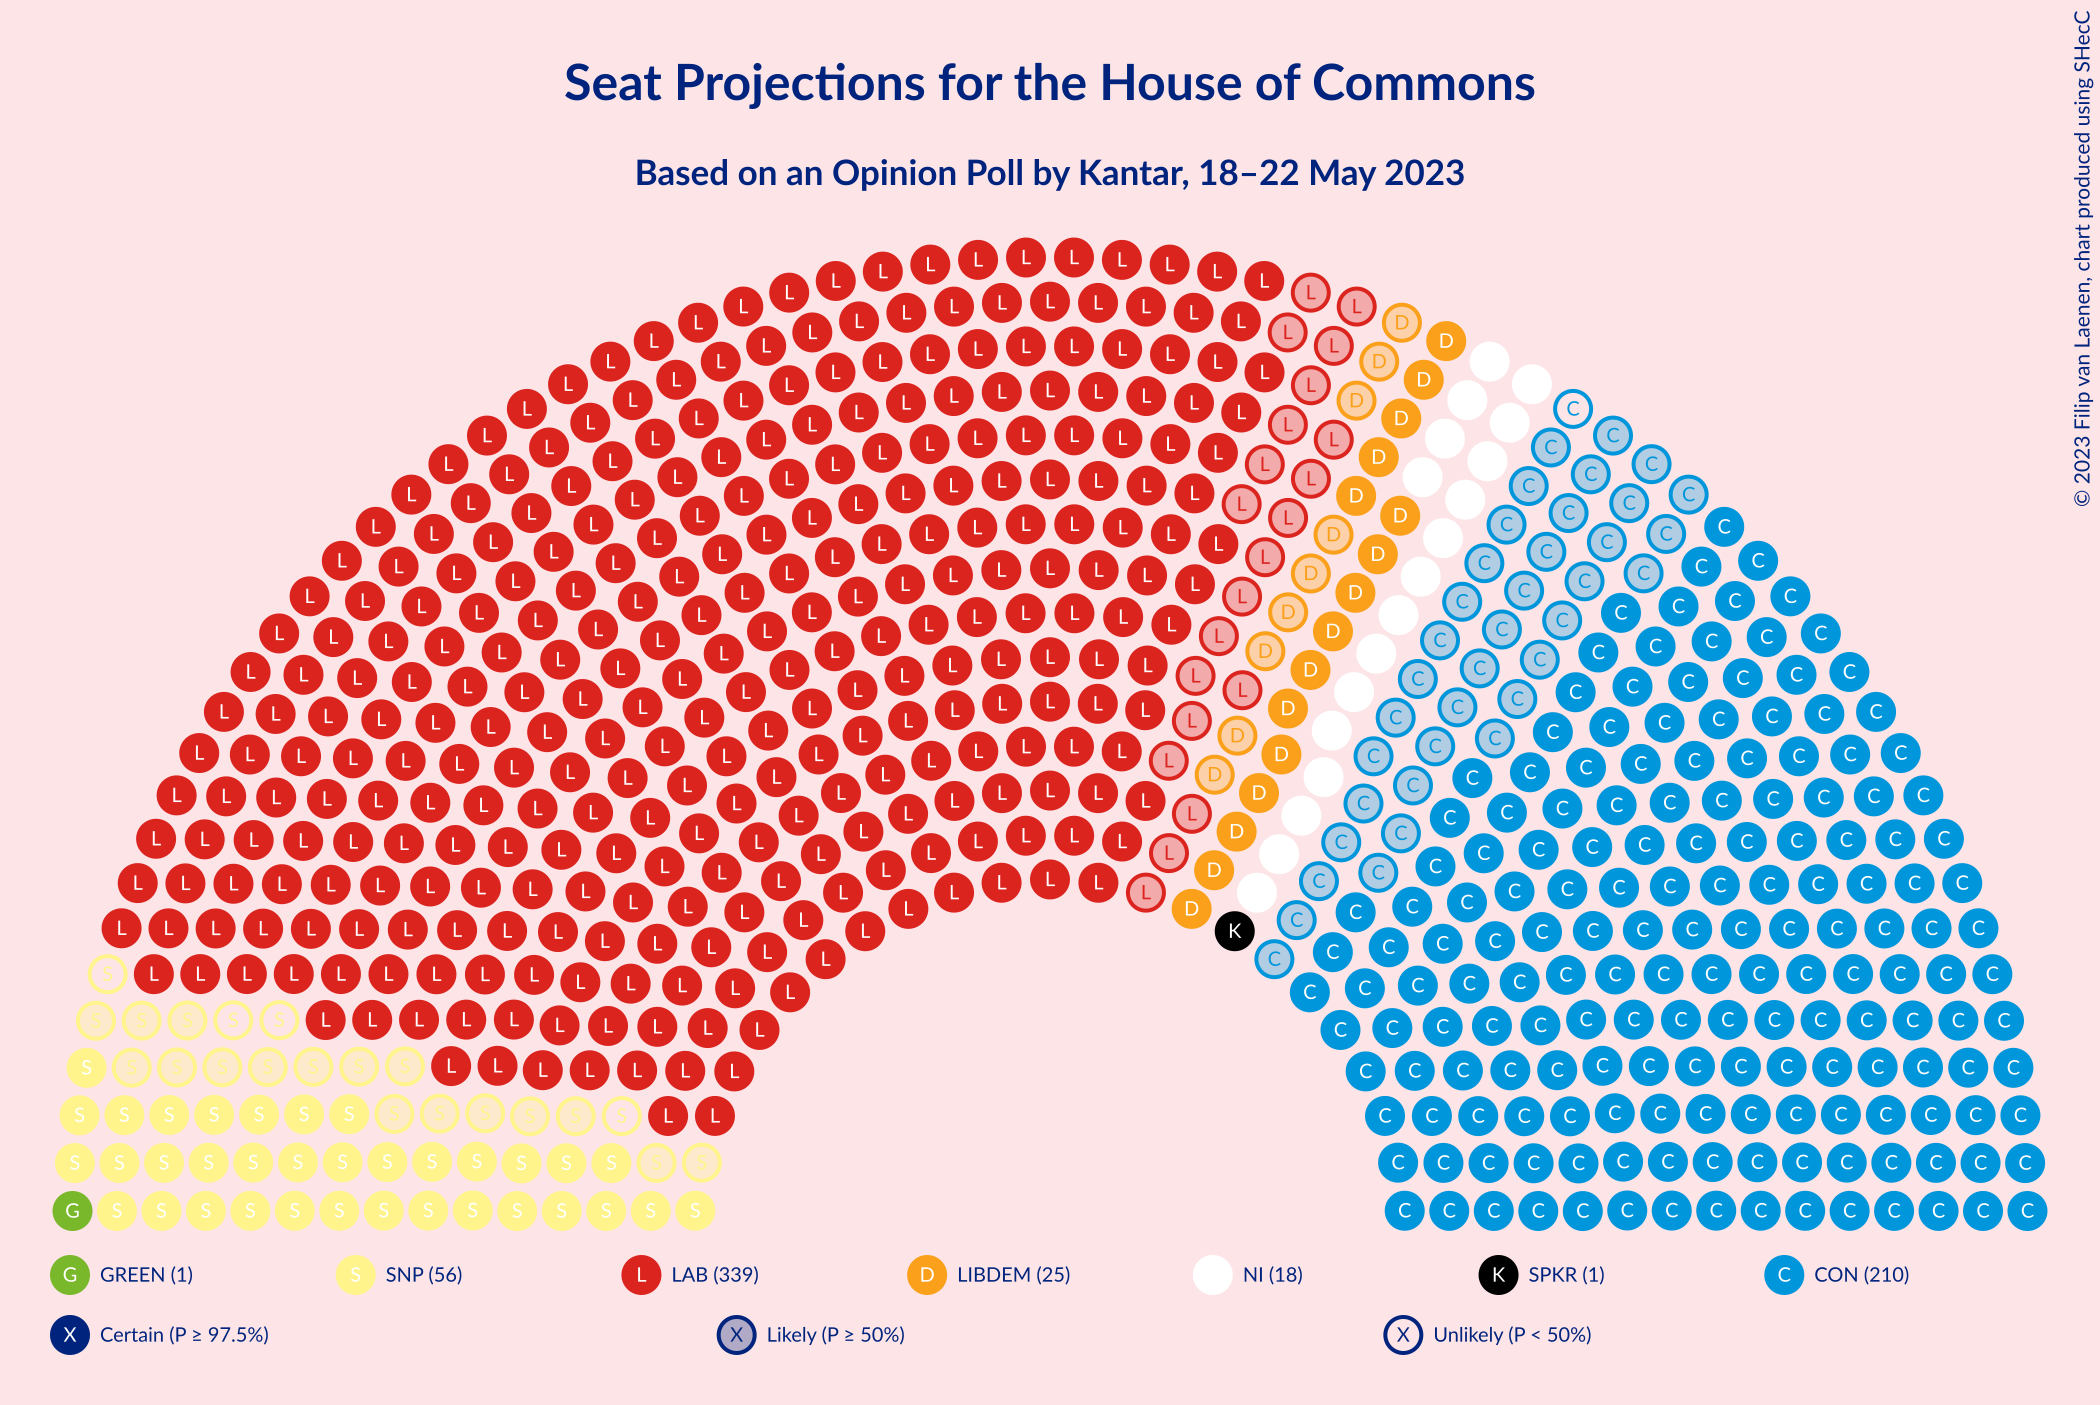 Seat Projections for the House of Commons
Based on an Opinion Poll by Kantar, 18–22 May 2023
© 2023 Filip van Laenen, chart produced using SHecC
G GREEN (1)
S SNP (56)
L LAB (339)
D LIBDEM (25)
NI (18)
K SPKR (1)
C CON (210)
X Certain (P ≥ 97.5%)
X Likely (P ≥ 50%)
X Unlikely (P < 50%)